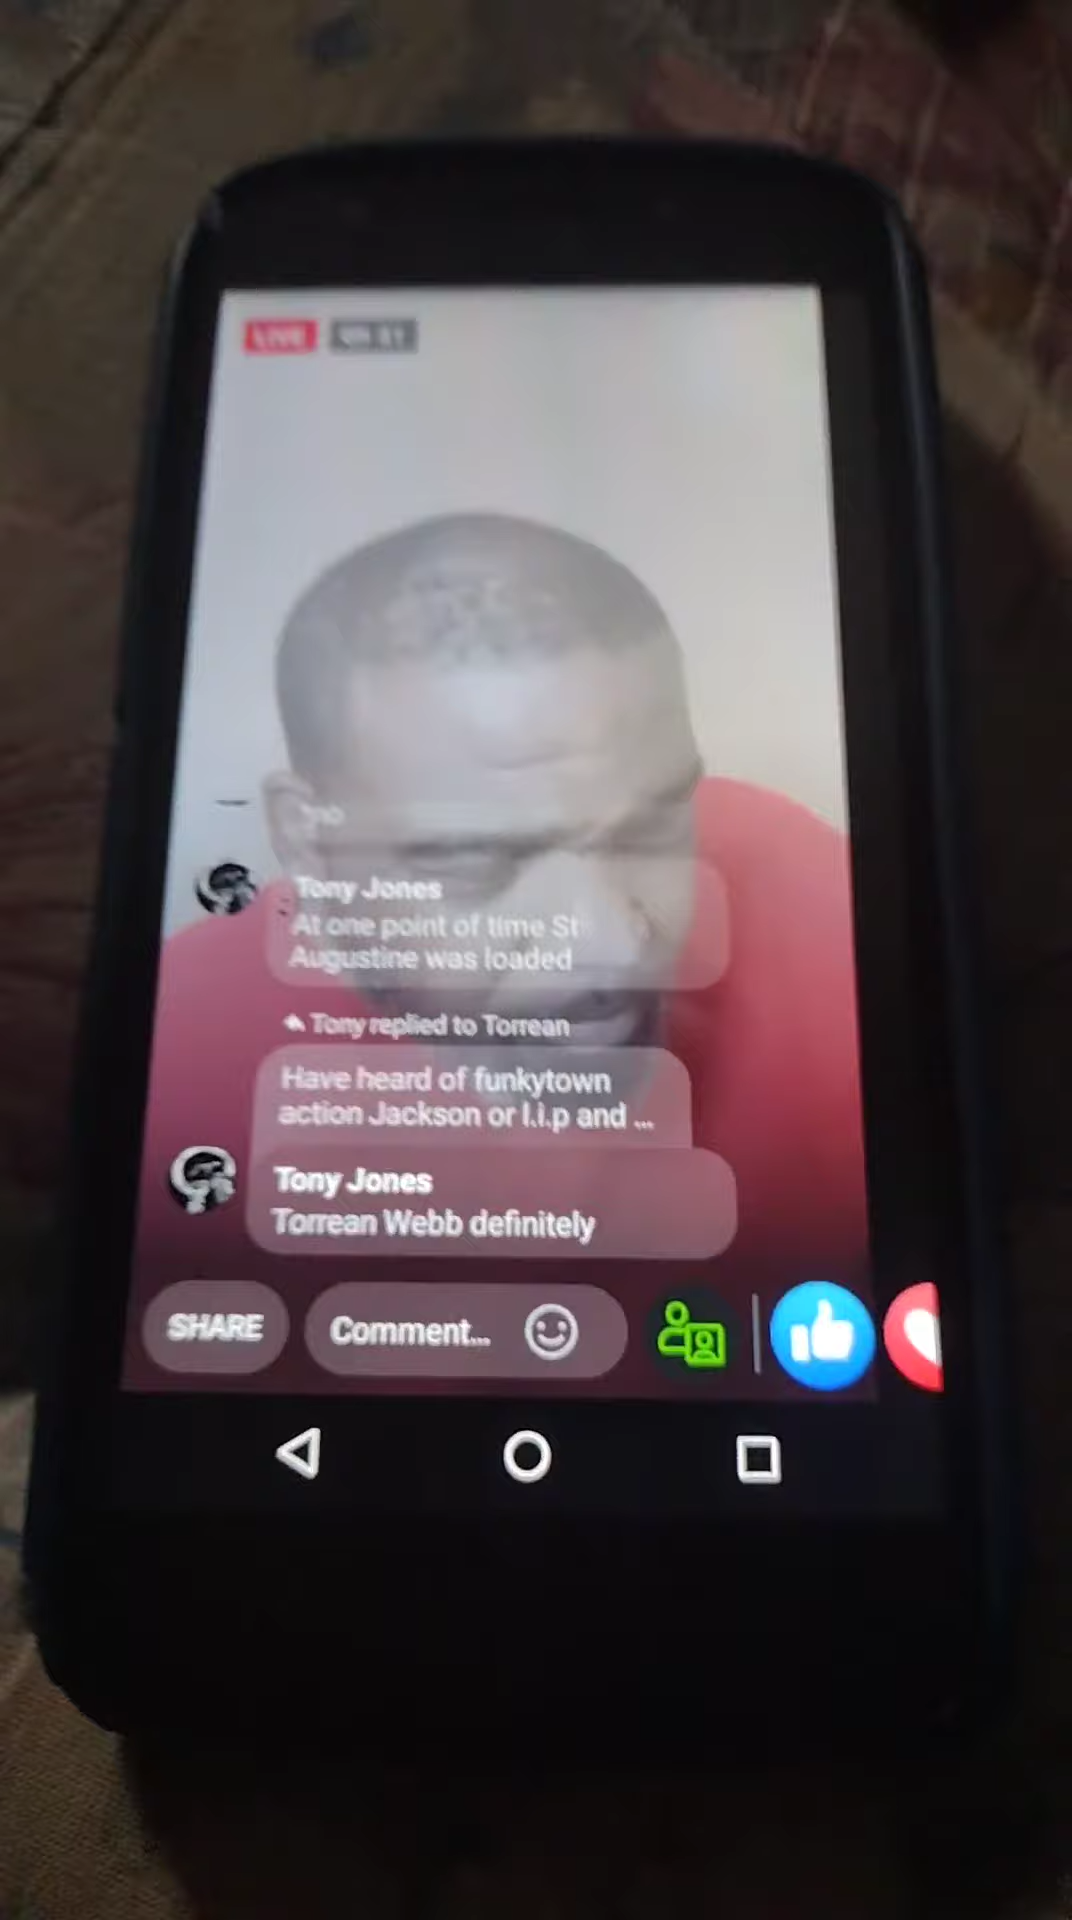 LIVE
Tony Jones
At one point of time St
Augustine was loaded
Tony replied to Torrean
Have heard of funkytown
action Jackson or l.i.p and ...
Tony Jones
Torrean Webb definitely
SHARE
Comment...